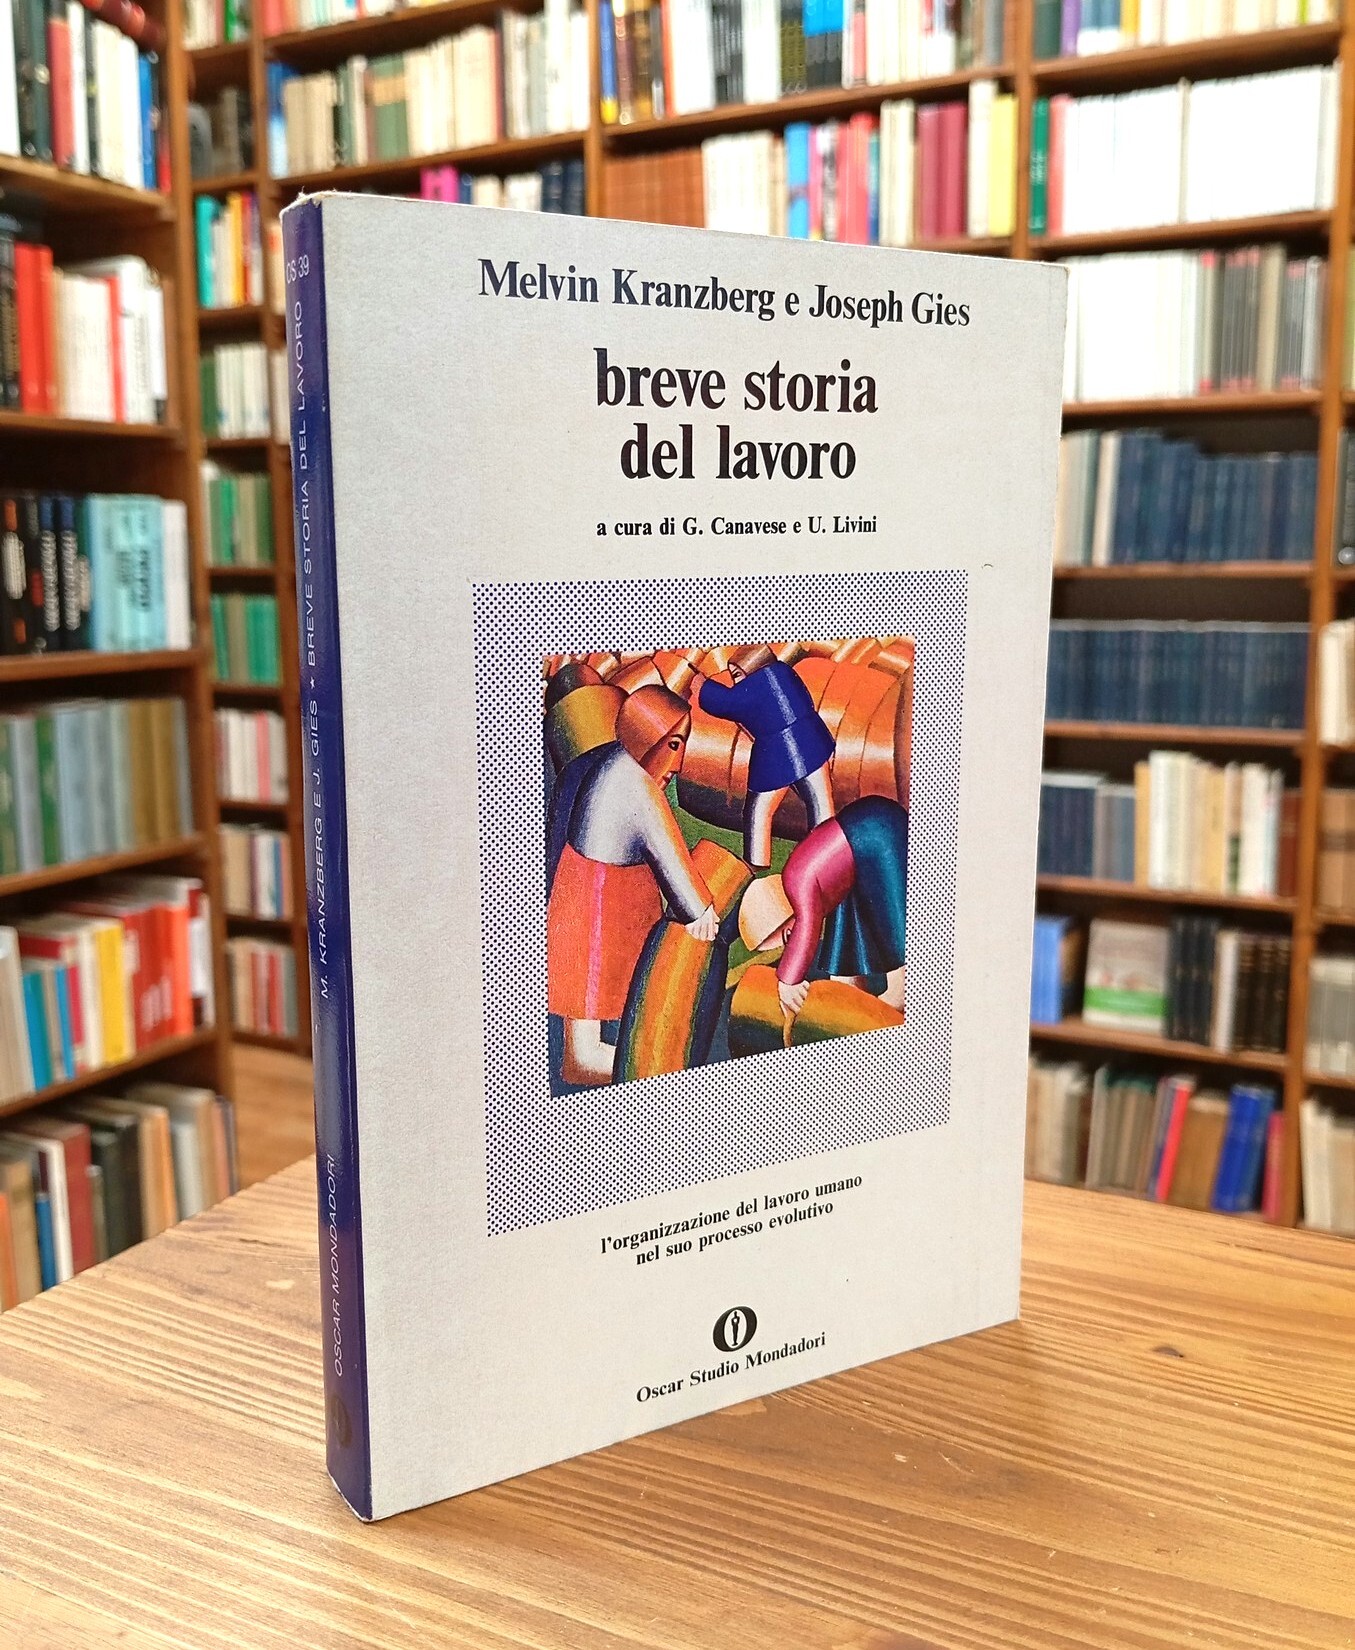 Melvin Kranzberg e Joseph Gies
breve storia
del lavoro
a cura di G. Canavese e U. Livini
l'organizzazione del lavoro umano
nel suo processo evolutivo
Oscar Studio Mondadori
OS 39
M. KRANZBERG E J. GIES ★ BREVE STORIA DEL LAVORO
OSCAR MONDADORI